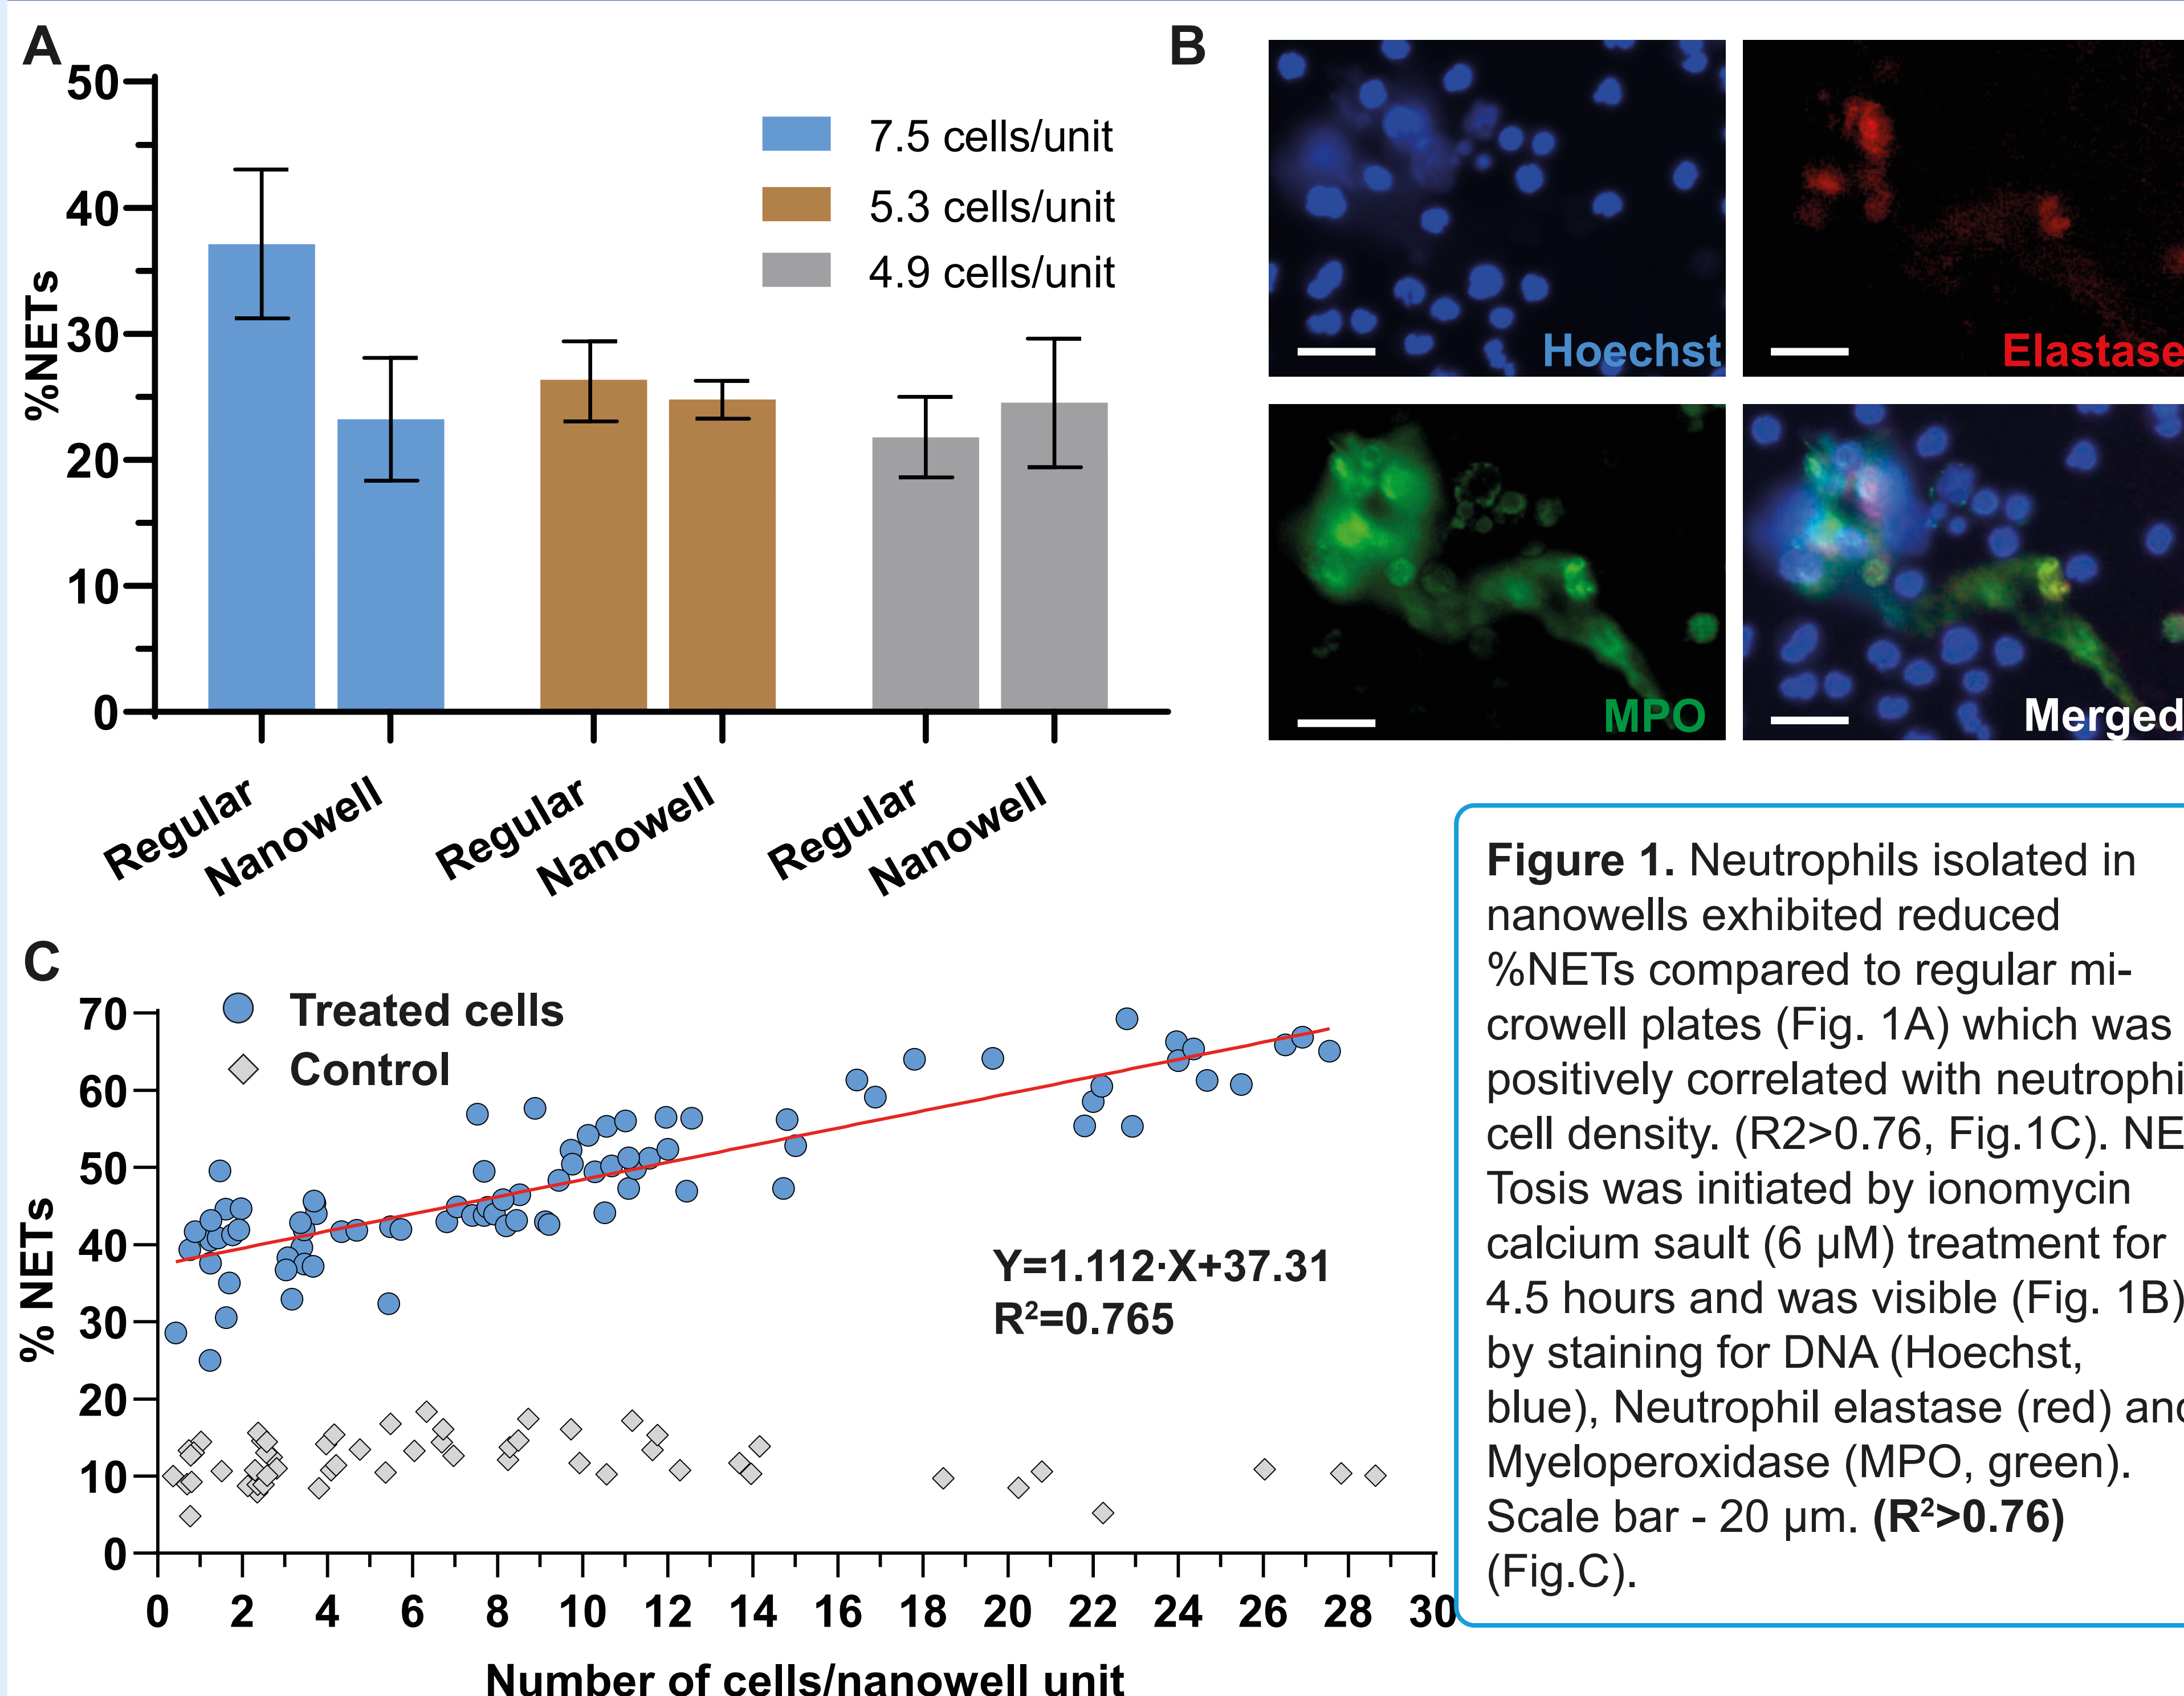 A
50
40
30
20
10
0
%NETs
7.5 cells/unit
5.3 cells/unit
4.9 cells/unit
Regular
Nanowell
Regular
Nanowell
Regular
Nanowell
B
Hoechst
Elastase
MPO
Merged
C
Treated cells
Control
70
60
50
40
30
20
10
0
% NETs
Y=1.112·X+37.31
R²=0.765
0 2 4 6 8 10 12 14 16 18 20 22 24 26 28 30
Number of cells/nanowell unit
Figure 1. Neutrophils isolated in
nanowells exhibited reduced
%NETs compared to regular mi-
crowell plates (Fig. 1A) which was
positively correlated with neutrophi
cell density. (R2>0.76, Fig.1C). NE
Tosis was initiated by ionomycin
calcium sault (6 µM) treatment for
4.5 hours and was visible (Fig. 1B)
by staining for DNA (Hoechst,
blue), Neutrophil elastase (red) and
Myeloperoxidase (MPO, green).
Scale bar - 20 µm. (R²>0.76)
(Fig.C).